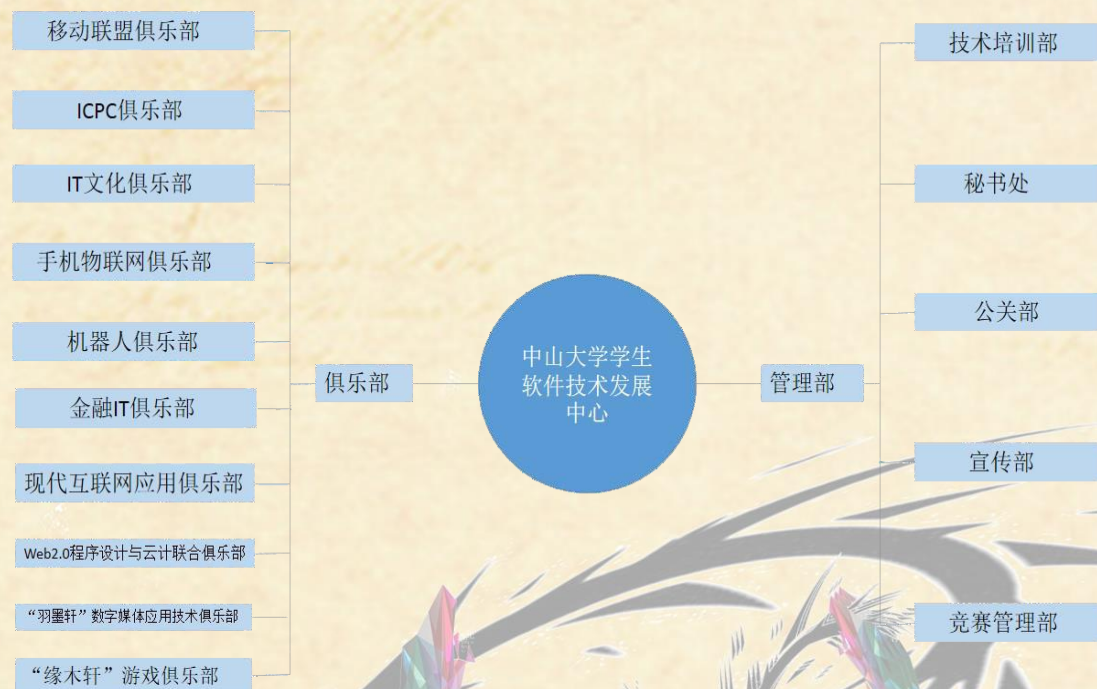 移动联盟俱乐部
ICPC俱乐部
IT文化俱乐部
手机物联网俱乐部
机器人俱乐部
金融IT俱乐部
现代互联网应用俱乐部
Web2.0程序设计与云计联合俱乐部
“羽墨轩”数字媒体应用技术俱乐部
“缘木轩”游戏俱乐部
俱乐部
中山大学学生
软件技术发展
中心
管理部
技术培训部
秘书处
公关部
宣传部
竞赛管理部